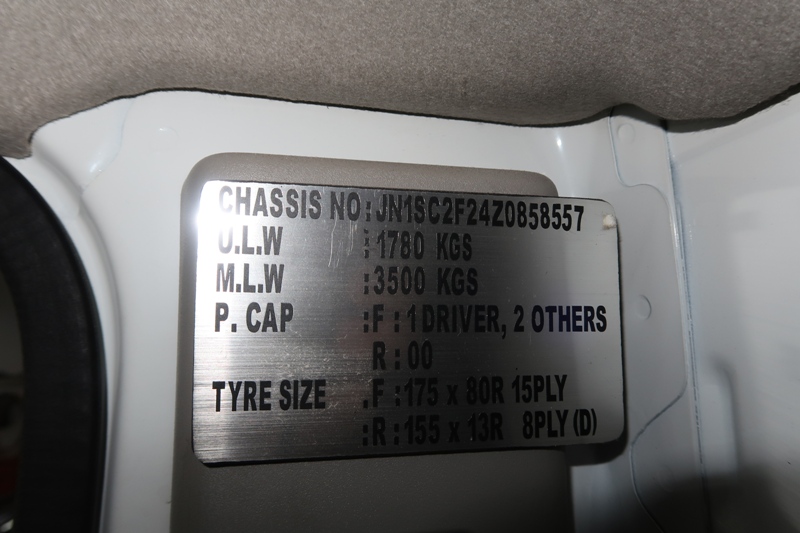 CHASSIS NO: JN1SC2F24Z0858557
U.L.W : 1780 KGS
M.L.W : 3500 KGS
P. CAP : F : 1 DRIVER, 2 OTHERS
R : 00
TYRE SIZE .F : 175 x 80R 15PLY
:R : 155 x 13R 8PLY (D)